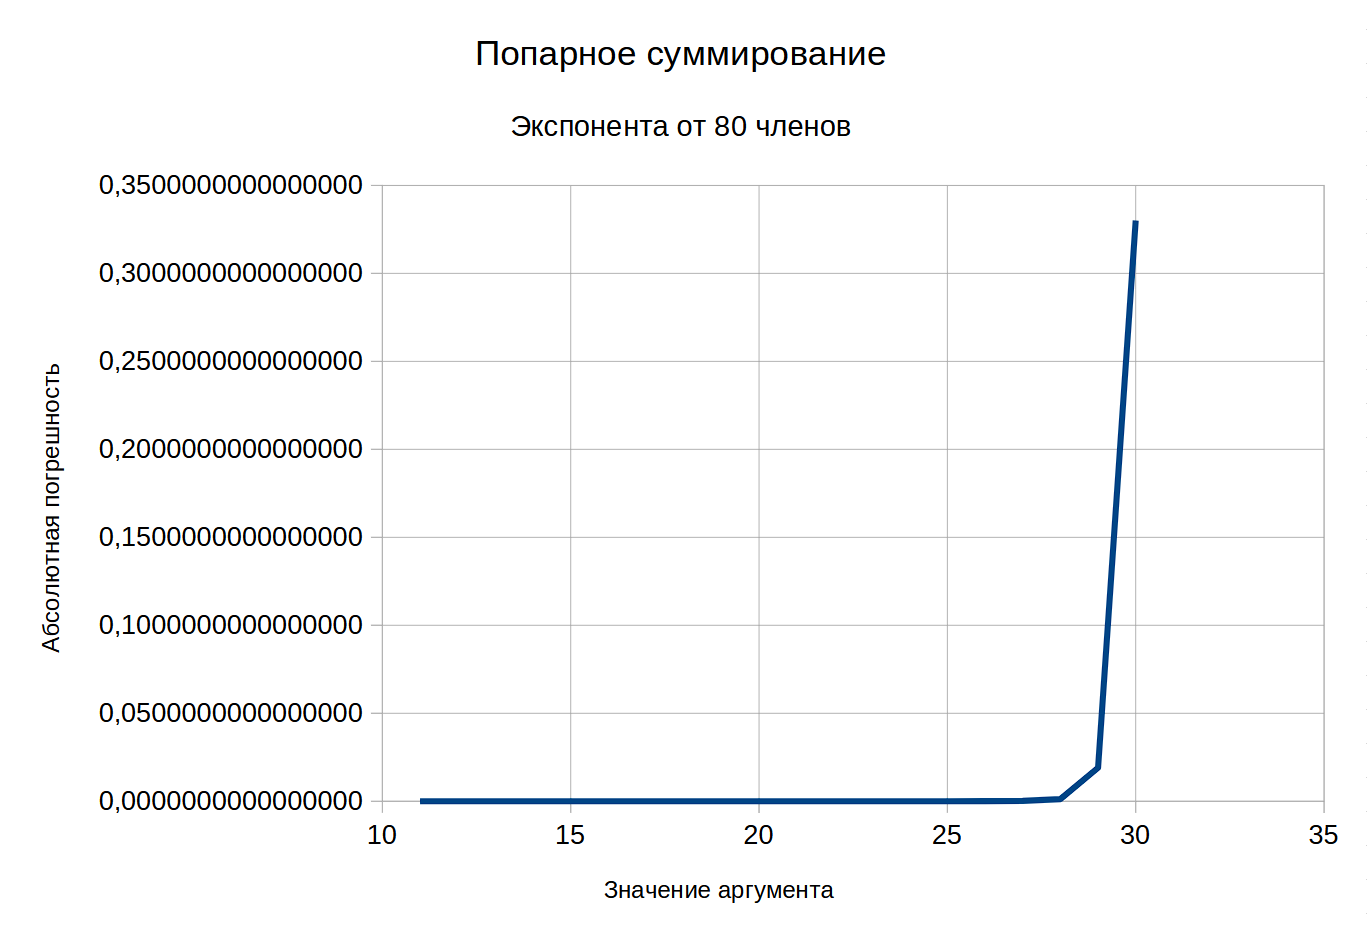 Попарное суммирование
Экспонента от 80 членов
0,3500000000000000
0,3000000000000000
0,2500000000000000
0,2000000000000000
0,1500000000000000
0,1000000000000000
0,0500000000000000
0,0000000000000000
Абсолютная погрешность
10 15 20 25 30 35
Значение аргумента